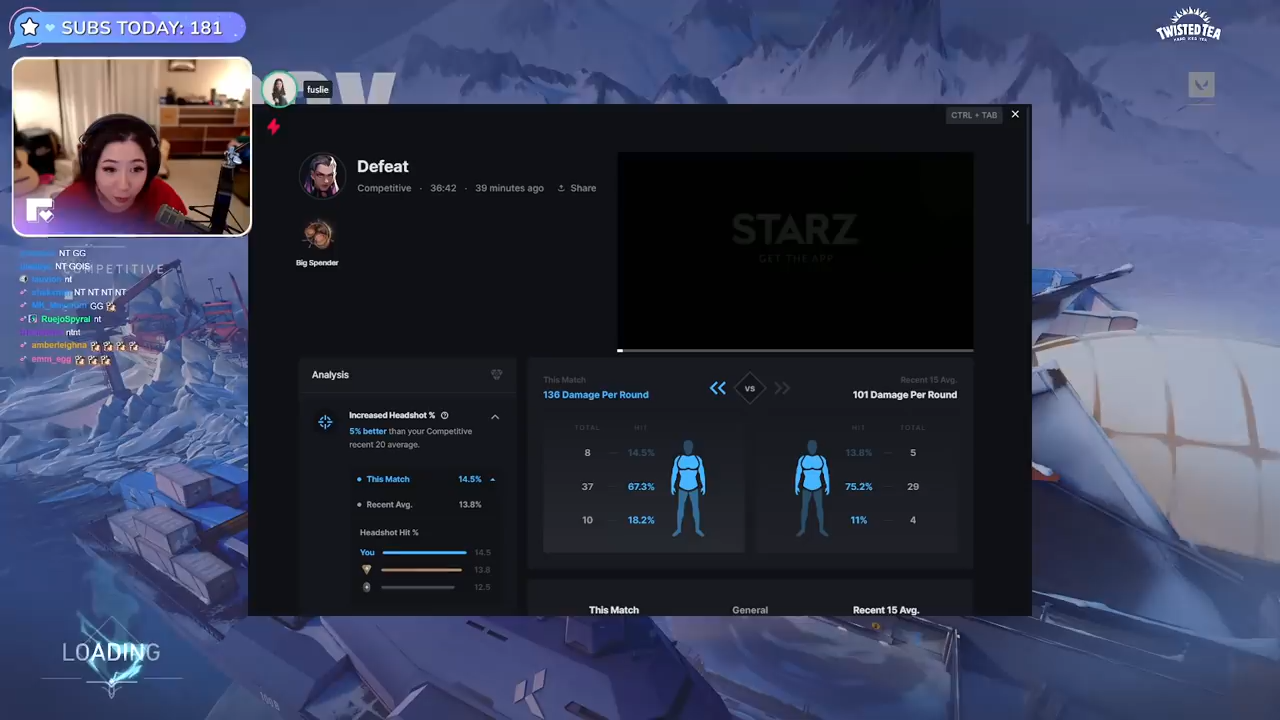 SUBS TODAY: 181
TWISTED TEA
fuslie
CTRL + TAB
Defeat
Competitive · 36:42 · 39 minutes ago Share
Big Spender
STARZ
GET THE APP
NT GG
COMPETITIVE
NT GOIS
nt
NT NT NT NT
GG
RuejoSpyral nt
ntnt
amberleighna
emm_egg
Analysis
Increased Headshot %
5% better than your Competitive
recent 20 average.
This Match 14.5%
Recent Avg. 13.8%
Headshot Hit %
You 14.5
13.8
12.5
This Match
136 Damage Per Round
VS
Recent 15 Avg.
101 Damage Per Round
TOTAL HIT HIT TOTAL
8 14.5% 13.8% 5
37 67.3% 75.2% 29
10 18.2% 11% 4
This Match General Recent 15 Avg.
LOADING